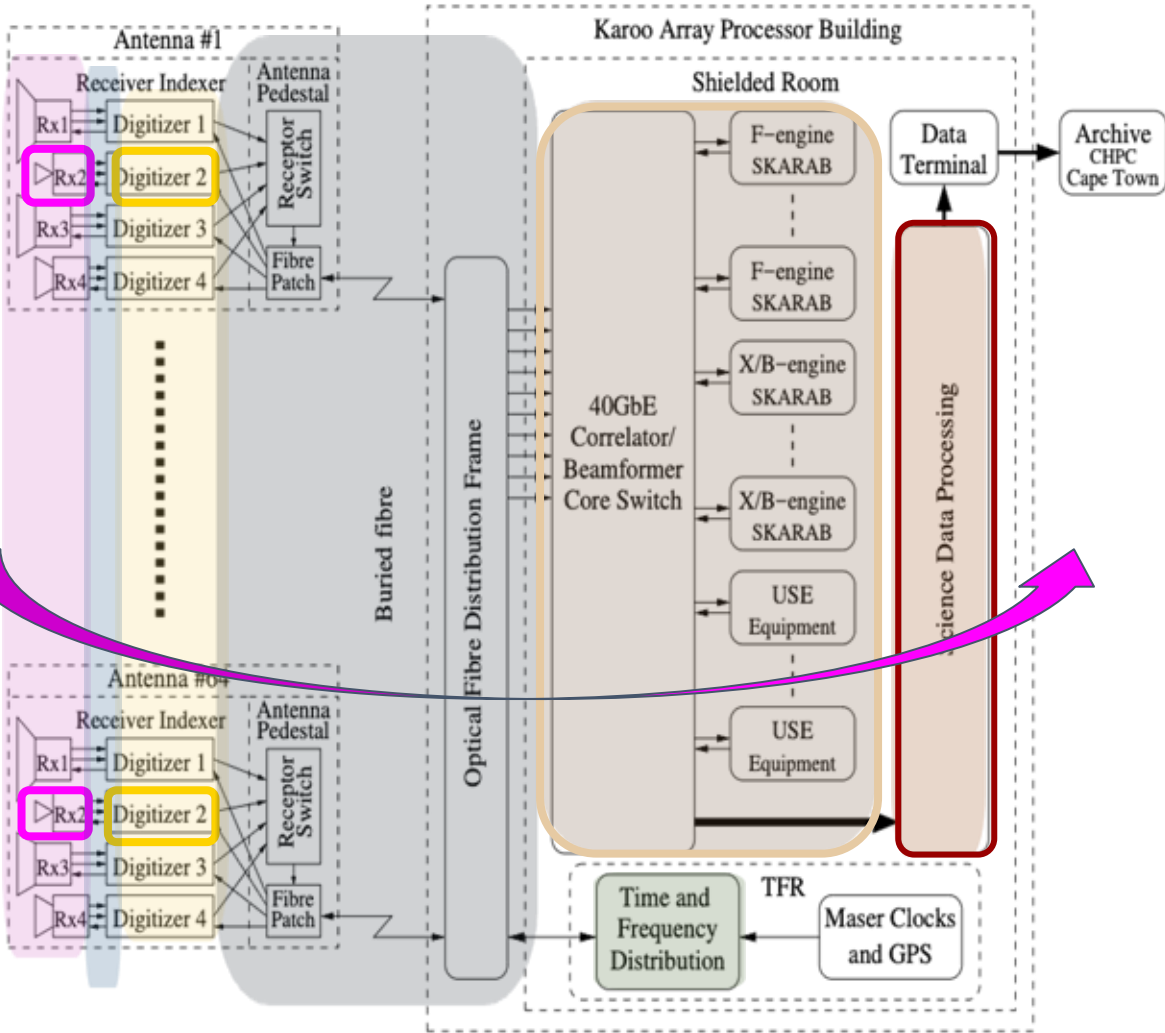 Karoo Array Processor Building
Antenna #1
Receiver Indexer
Antenna
Pedestal
Rx1
Digitizer 1
Rx2
Digitizer 2
Rx3
Digitizer 3
Rx4
Digitizer 4
Receptor
Switch
Fibre
Patch
Buried fibre
Optical Fibre Distribution Frame
Shielded Room
40GbE
Correlator/
Beamformer
Core Switch
F-engine
SKARAB
F-engine
SKARAB
X/B-engine
SKARAB
X/B-engine
SKARAB
USE
Equipment
USE
Equipment
Data
Terminal
Archive
CHPC
Cape Town
Science Data Processing
Antenna #64
Receiver Indexer
Antenna
Pedestal
Rx1
Digitizer 1
Rx2
Digitizer 2
Rx3
Digitizer 3
Rx4
Digitizer 4
Receptor
Switch
Fibre
Patch
TFR
Time and
Frequency
Distribution
Maser Clocks
and GPS